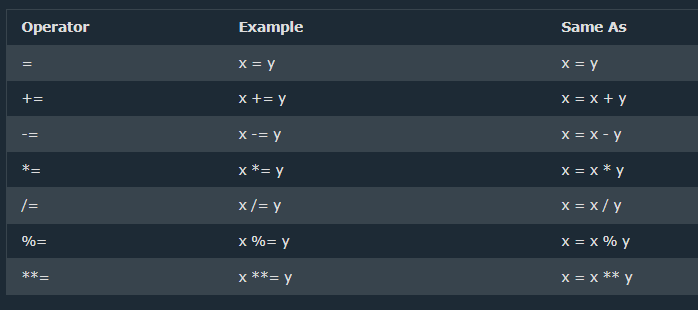 Operator Example Same As
= x = y x = y
+= x += y x = x + y
-= x -= y x = x - y
*= x *= y x = x * y
/= x /= y x = x / y
%= x %= y x = x % y
**= x **= y x = x ** y